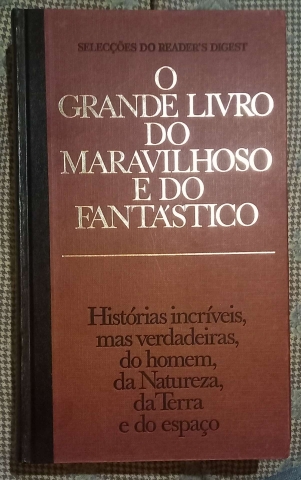 SELECÇÕES DO READER'S DIGEST
O
GRANDE LIVRO
DO
MARAVILHOSO
E DO
FANTÁSTICO
Histórias incríveis,
mas verdadeiras,
do homem,
da Natureza,
da Terra
e do espaço